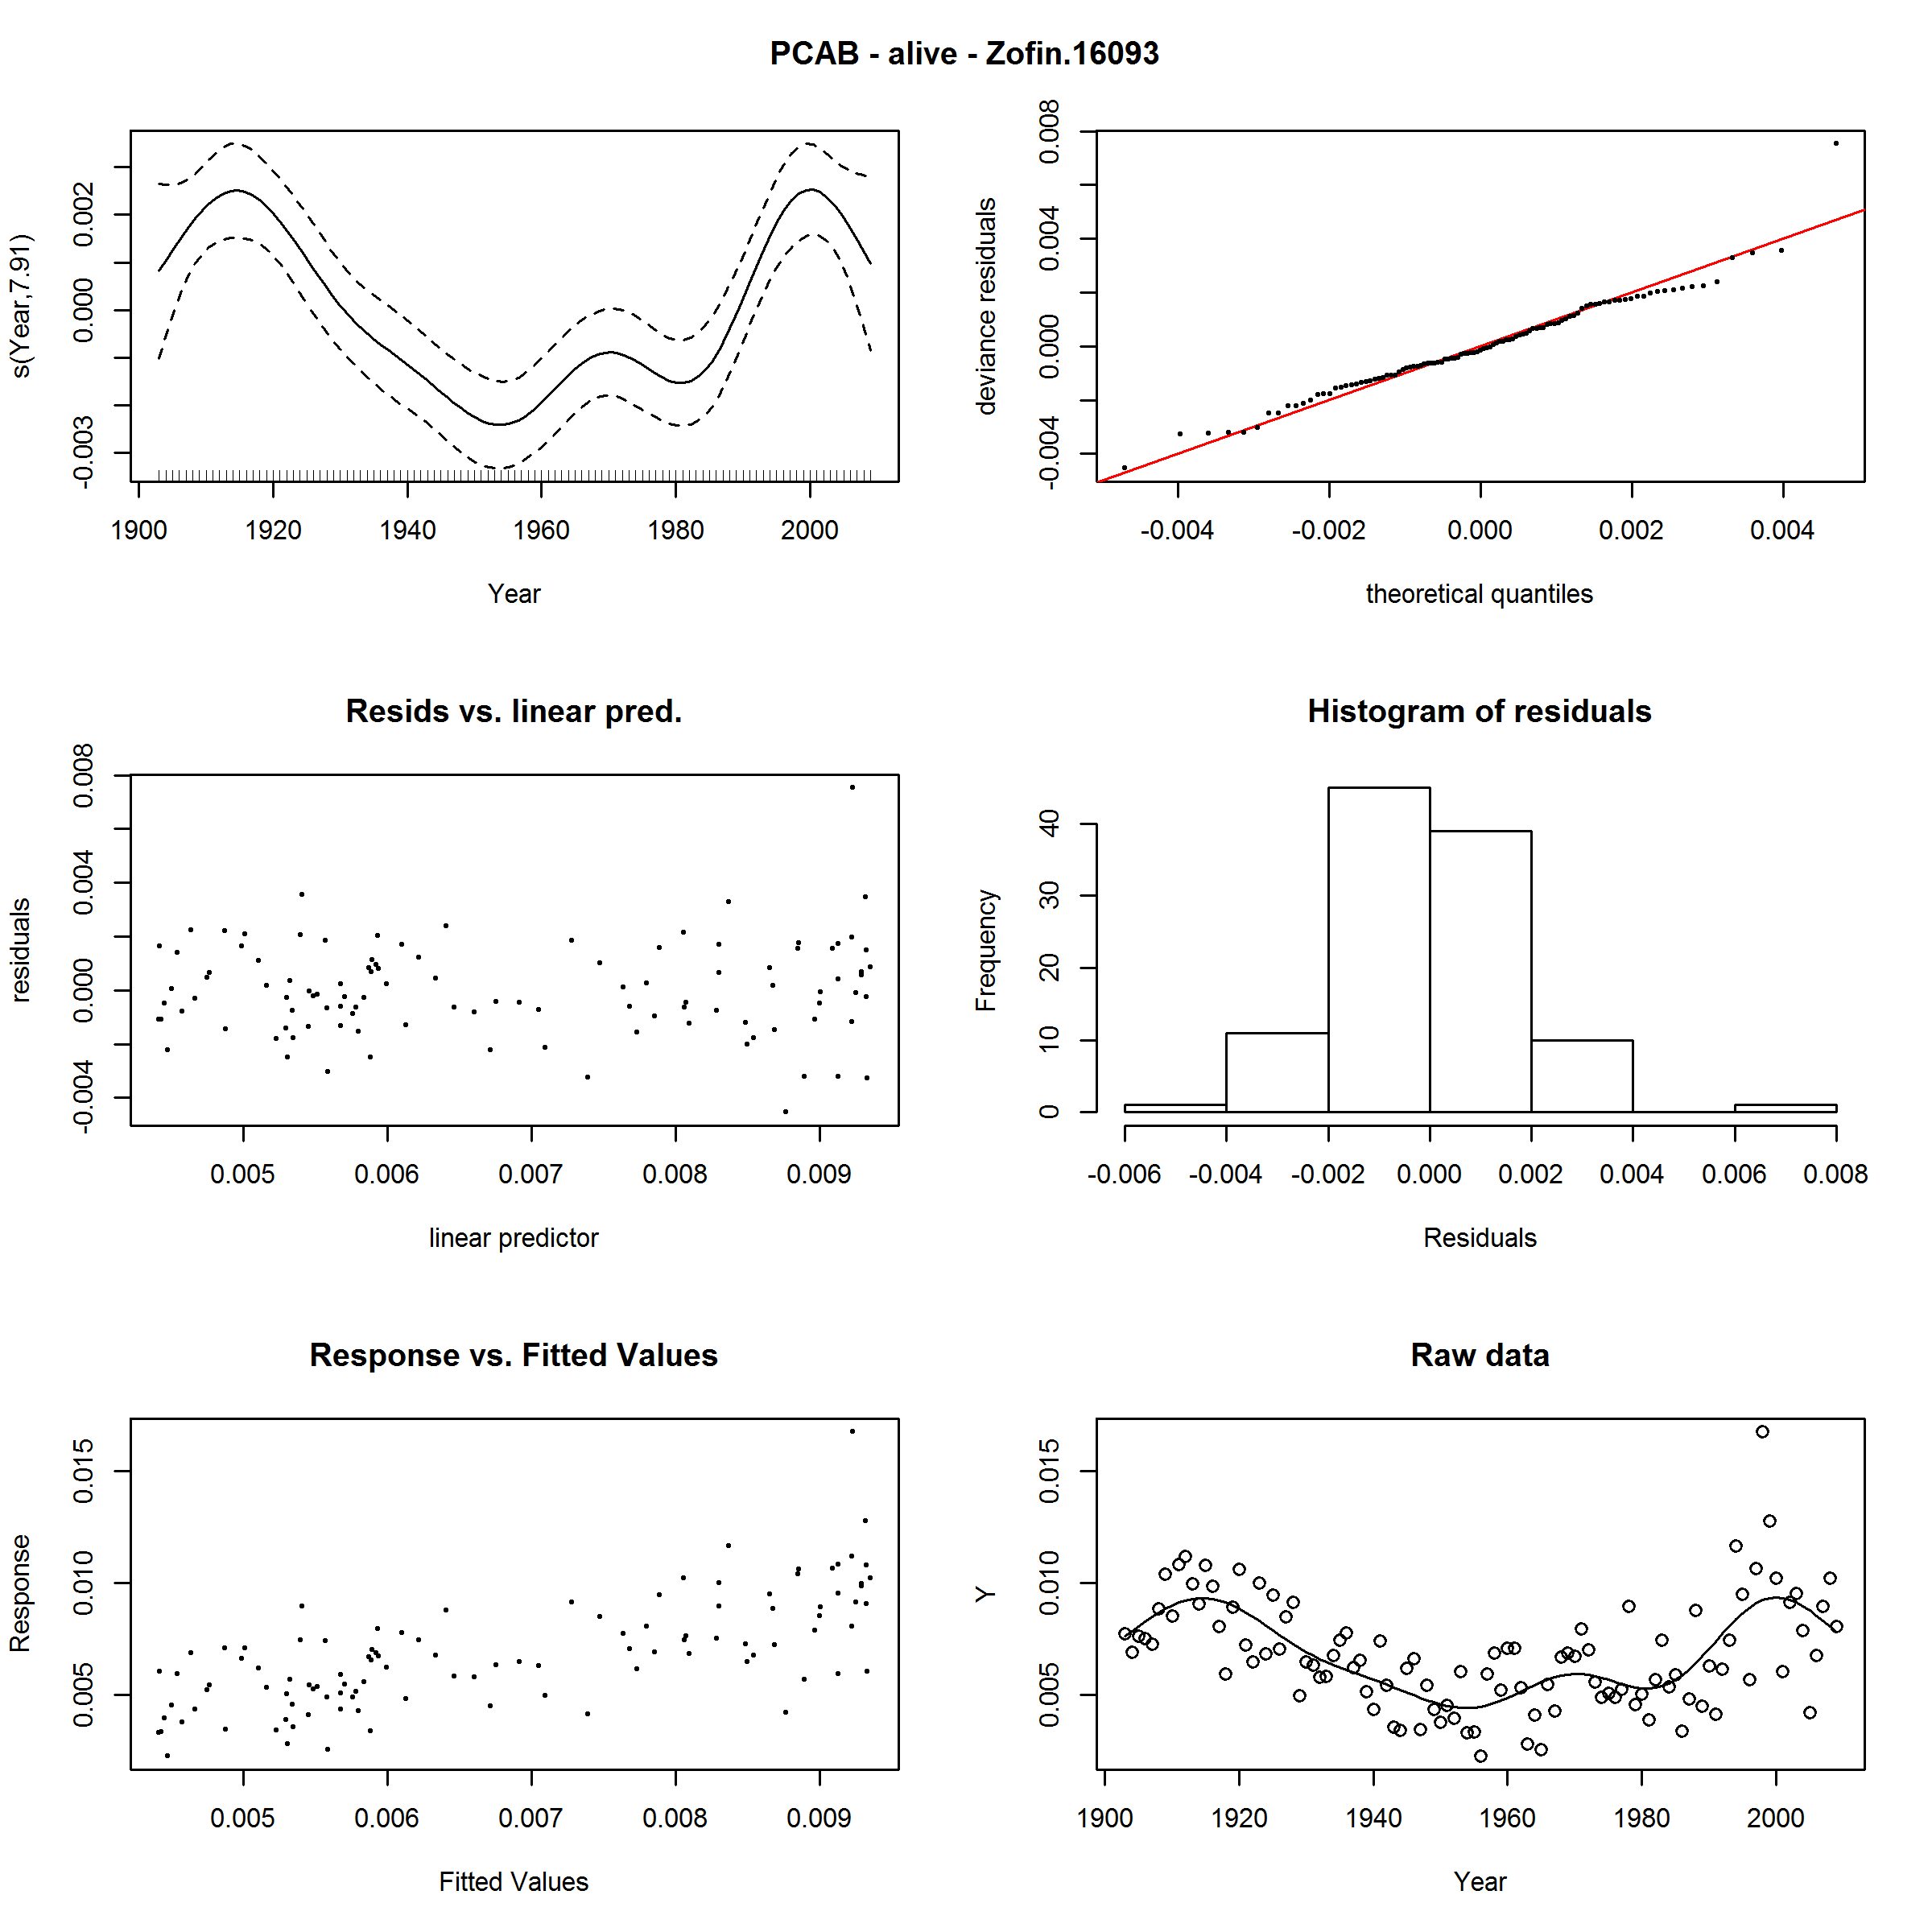 PCAB - alive - Zofin.16093
s(Year,7.91)
-0.003 0.000 0.002
1900 1920 1940 1960 1980 2000
Year
deviance residuals
-0.004 0.000 0.004 0.008
-0.004 -0.002 0.000 0.002 0.004
theoretical quantiles
Resids vs. linear pred.
residuals
-0.004 0.000 0.004 0.008
0.005 0.006 0.007 0.008 0.009
linear predictor
Histogram of residuals
Frequency
0 10 20 30 40
-0.006 -0.004 -0.002 0.000 0.002 0.004 0.006 0.008
Residuals
Response vs. Fitted Values
Response
0.005 0.010 0.015
0.005 0.006 0.007 0.008 0.009
Fitted Values
Raw data
Y
0.005 0.010 0.015
1900 1920 1940 1960 1980 2000
Year